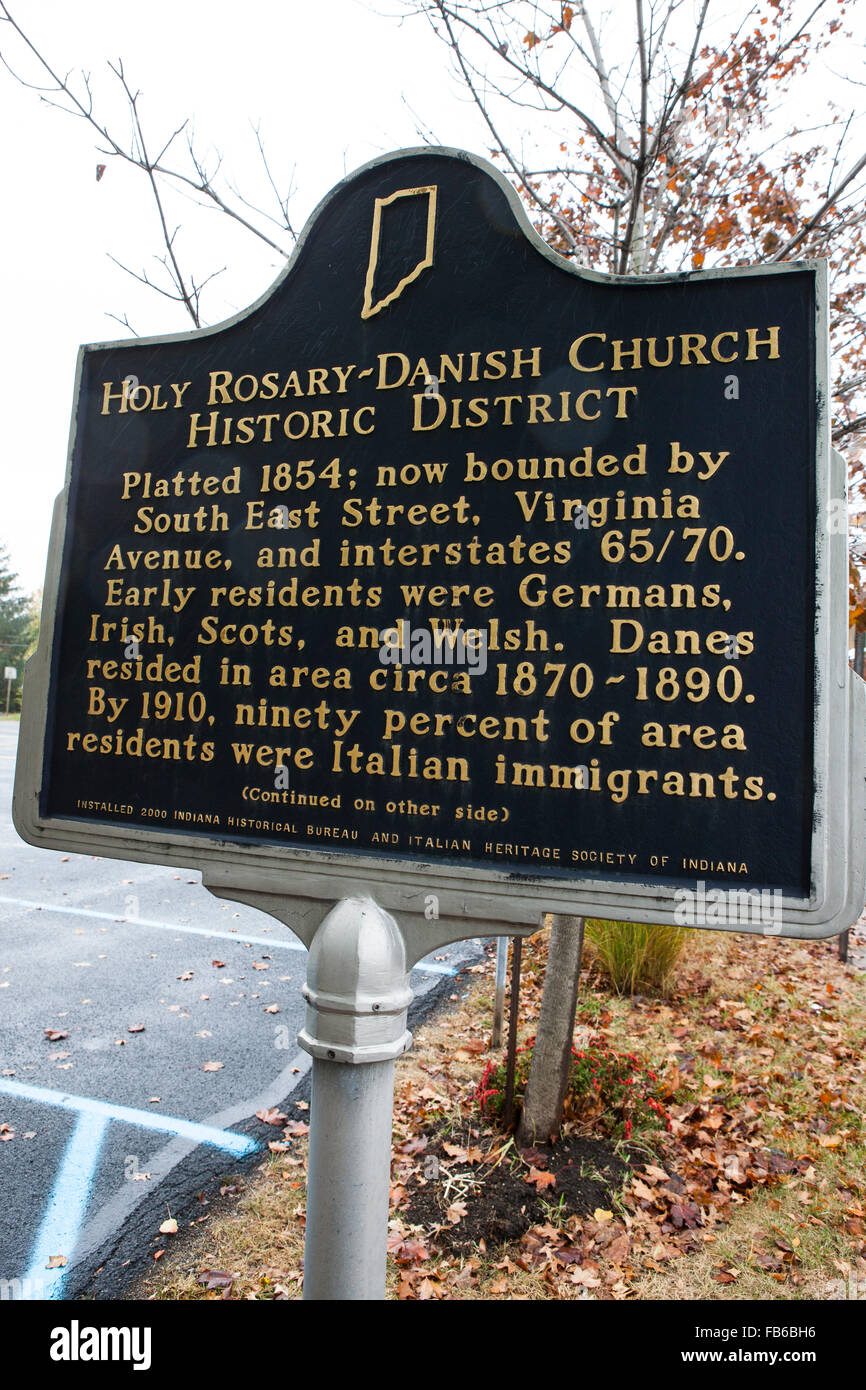 HOLY ROSARY-DANISH CHURCH
HISTORIC DISTRICT
Platted 1854; now bounded by
South East Street, Virginia
Avenue, and interstates 65/70.
Early residents were Germans,
Irish, Scots, and Welsh. Danes
resided in area circa 1870-1890.
By 1910, ninety percent of area
residents were Italian immigrants.
(Continued on other side)
INSTALLED 2000 INDIANA HISTORICAL BUREAU AND ITALIAN HERITAGE SOCIETY OF INDIANA
alamy stock photo
FB6BH6
www.alamy.com